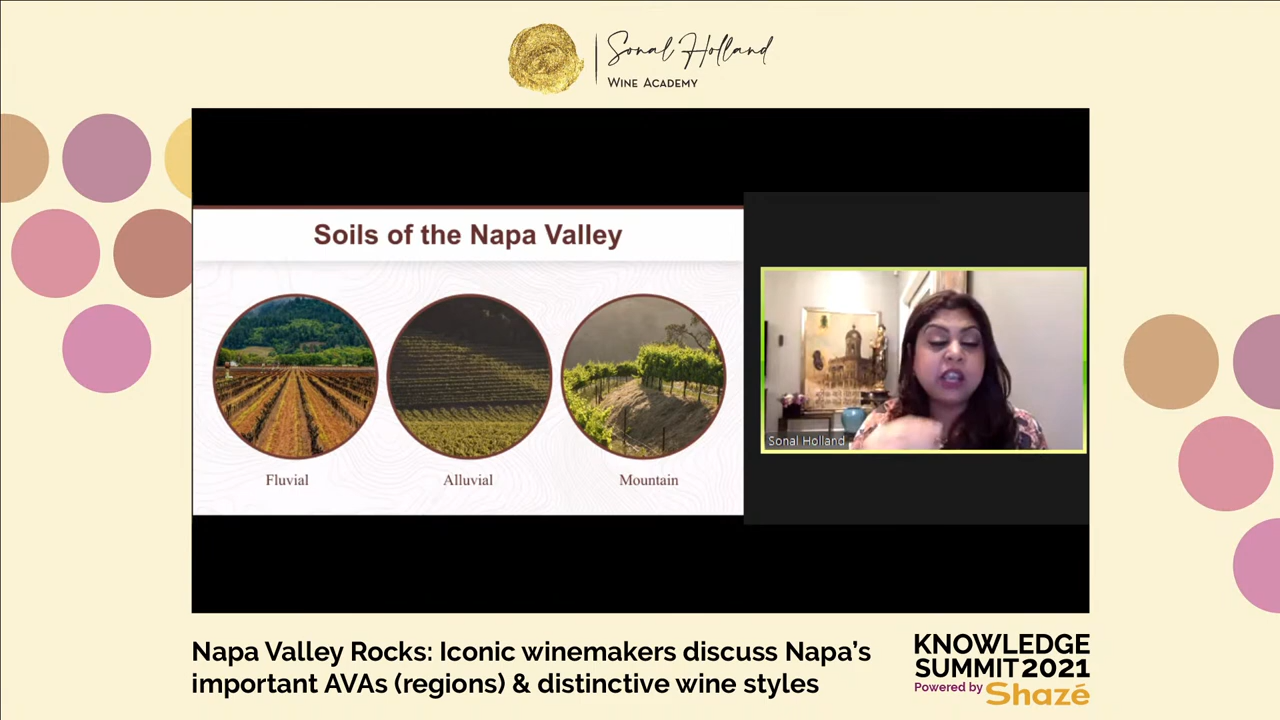 Sonal Holland
WINE ACADEMY
Soils of the Napa Valley
Fluvial
Alluvial
Mountain
Sonal Holland
Napa Valley Rocks: Iconic winemakers discuss Napa's
important AVAs (regions) & distinctive wine styles
KNOWLEDGE
SUMMIT 2021
Powered by Shazé